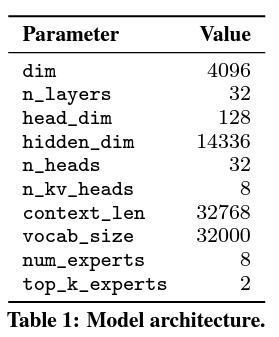 Parameter Value
dim 4096
n_layers 32
head_dim 128
hidden_dim 14336
n_heads 32
n_kv_heads 8
context_len 32768
vocab_size 32000
num_experts 8
top_k_experts 2
Table 1: Model architecture.